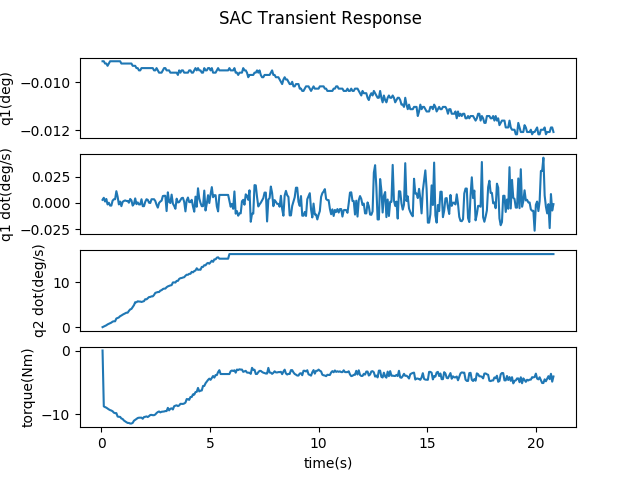 SAC Transient Response
q1(deg)
−0.010
−0.012
q1 dot(deg/s)
0.025
0.000
−0.025
q2 dot(deg/s)
10
0
torque(Nm)
0
−10
0 5 10 15 20
time(s)